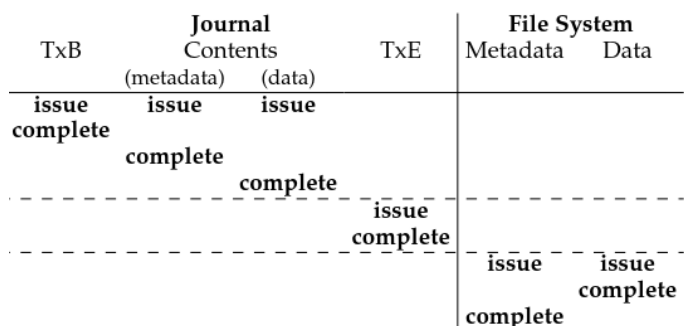 Journal File System
TxB Contents TxE Metadata Data
(metadata) (data)
issue issue issue
complete
complete
complete
issue
complete
issue issue
complete
complete